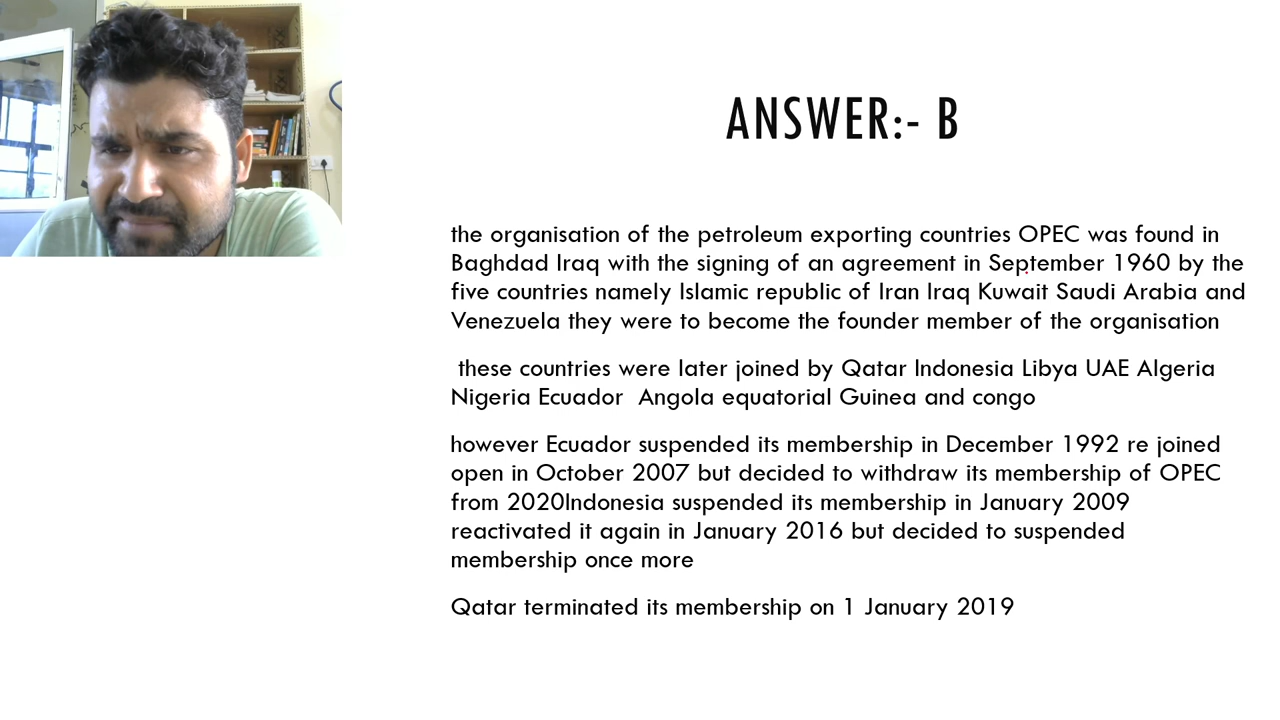 ANSWER:- B
the organisation of the petroleum exporting countries OPEC was found in
Baghdad Iraq with the signing of an agreement in September 1960 by the
five countries namely Islamic republic of Iran Iraq Kuwait Saudi Arabia and
Venezuela they were to become the founder member of the organisation
these countries were later joined by Qatar Indonesia Libya UAE Algeria
Nigeria Ecuador  Angola equatorial Guinea and congo
however Ecuador suspended its membership in December 1992 re joined
open in October 2007 but decided to withdraw its membership of OPEC
from 2020Indonesia suspended its membership in January 2009
reactivated it again in January 2016 but decided to suspended
membership once more
Qatar terminated its membership on 1 January 2019